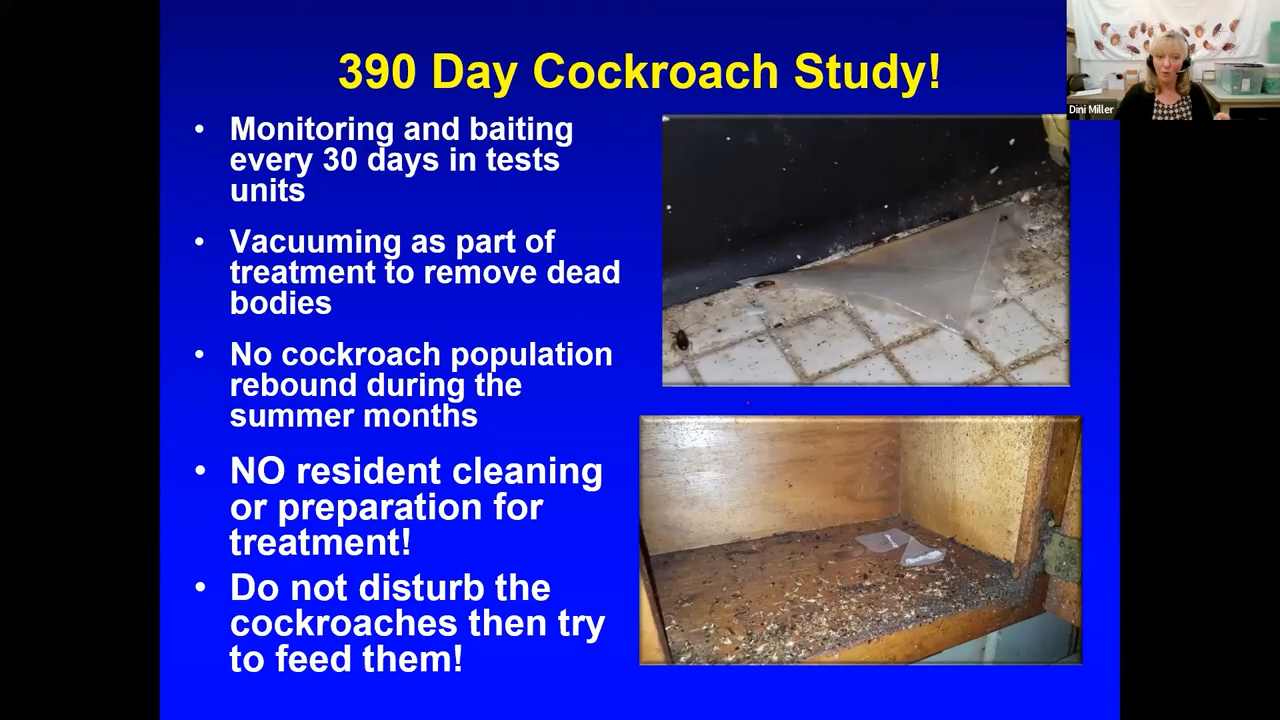 390 Day Cockroach Study!
• Monitoring and baiting
every 30 days in tests
units
• Vacuuming as part of
treatment to remove dead
bodies
• No cockroach population
rebound during the
summer months
• NO resident cleaning
or preparation for
treatment!
• Do not disturb the
cockroaches then try
to feed them!
Dini Miller